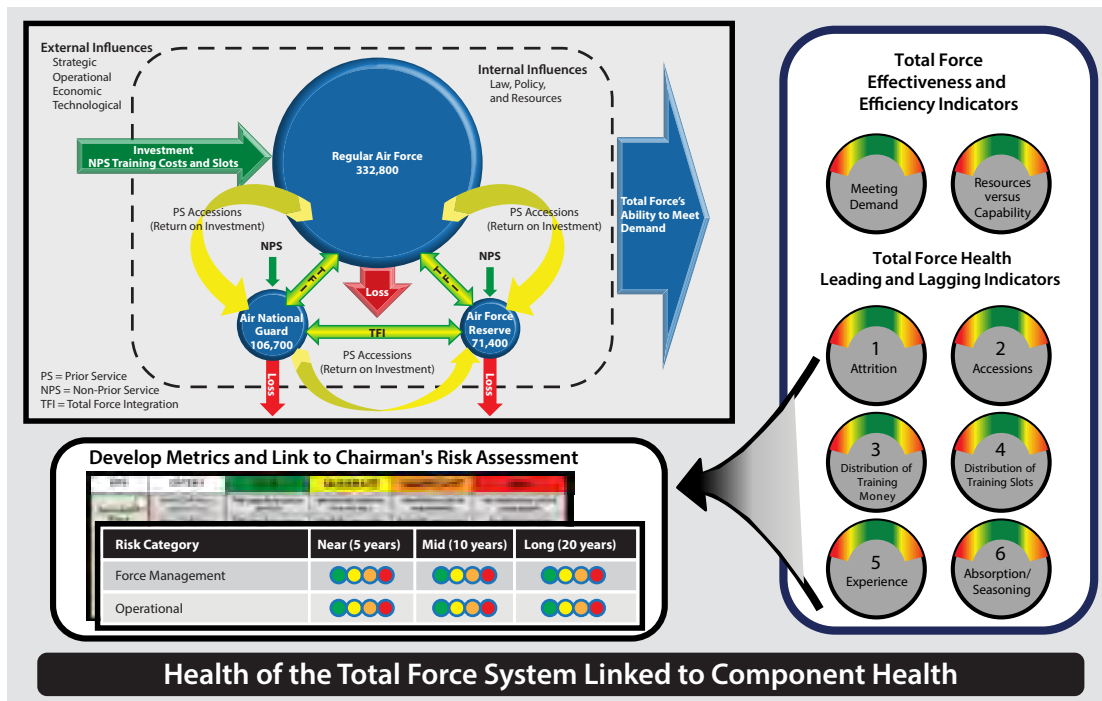 External Influences
Strategic
Operational
Economic
Technological
Internal Influences
Law, Policy,
and Resources
Investment
NPS Training Costs and Slots
Regular Air Force
332,800
PS Accessions
(Return on Investment)
PS Accessions
(Return on Investment)
NPS
NPS
TFI
TFI
Loss
Air National
Guard
106,700
Air Force
Reserve
71,400
TFI
PS Accessions
(Return on Investment)
Loss
Loss
PS = Prior Service
NPS = Non-Prior Service
TFI = Total Force Integration
Total Force's
Ability to Meet
Demand
Total Force
Effectiveness and
Efficiency Indicators
Meeting
Demand
Resources
versus
Capability
Total Force Health
Leading and Lagging Indicators
1
Attrition
2
Accessions
3
Distribution of
Training
Money
4
Distribution of
Training Slots
5
Experience
6
Absorption/
Seasoning
Develop Metrics and Link to Chairman's Risk Assessment
Risk Category Near (5 years) Mid (10 years) Long (20 years)
Force Management
Operational
Health of the Total Force System Linked to Component Health